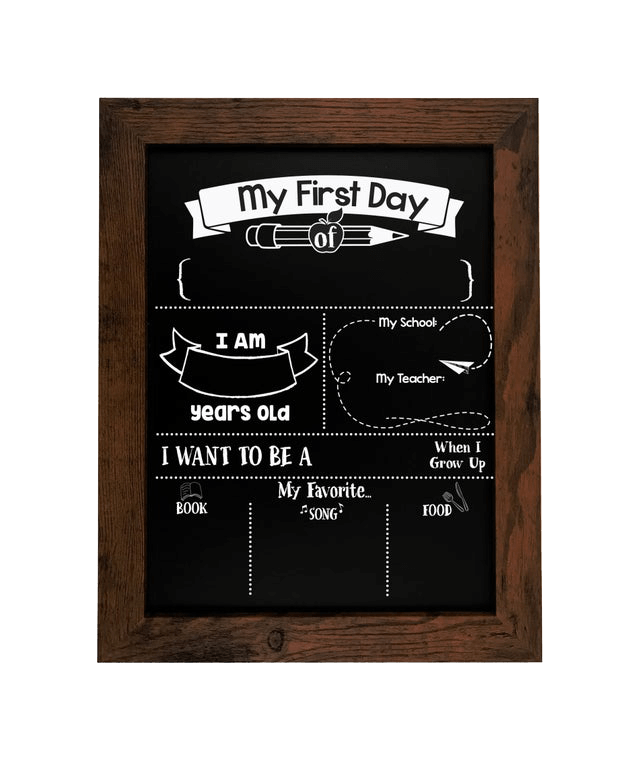 My First Day
of
I AM
years old
My School:
My Teacher:
I WANT TO BE A
When I
Grow Up
My Favorite...
BOOK
SONG
FOOD